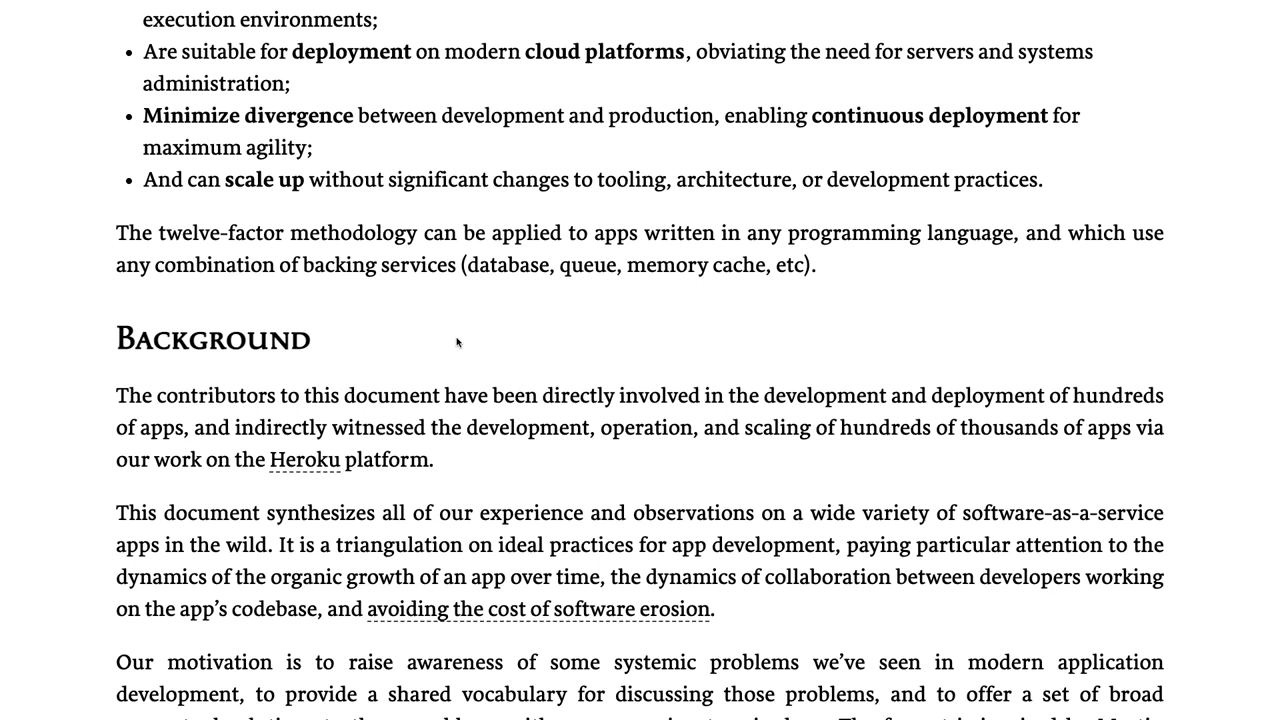 execution environments;
• Are suitable for deployment on modern cloud platforms, obviating the need for servers and systems
administration;
• Minimize divergence between development and production, enabling continuous deployment for
maximum agility;
• And can scale up without significant changes to tooling, architecture, or development practices.
The twelve-factor methodology can be applied to apps written in any programming language, and which use
any combination of backing services (database, queue, memory cache, etc).
Background
The contributors to this document have been directly involved in the development and deployment of hundreds
of apps, and indirectly witnessed the development, operation, and scaling of hundreds of thousands of apps via
our work on the Heroku platform.
This document synthesizes all of our experience and observations on a wide variety of software-as-a-service
apps in the wild. It is a triangulation on ideal practices for app development, paying particular attention to the
dynamics of the organic growth of an app over time, the dynamics of collaboration between developers working
on the app’s codebase, and avoiding the cost of software erosion.
Our motivation is to raise awareness of some systemic problems we’ve seen in modern application
development, to provide a shared vocabulary for discussing those problems, and to offer a set of broad